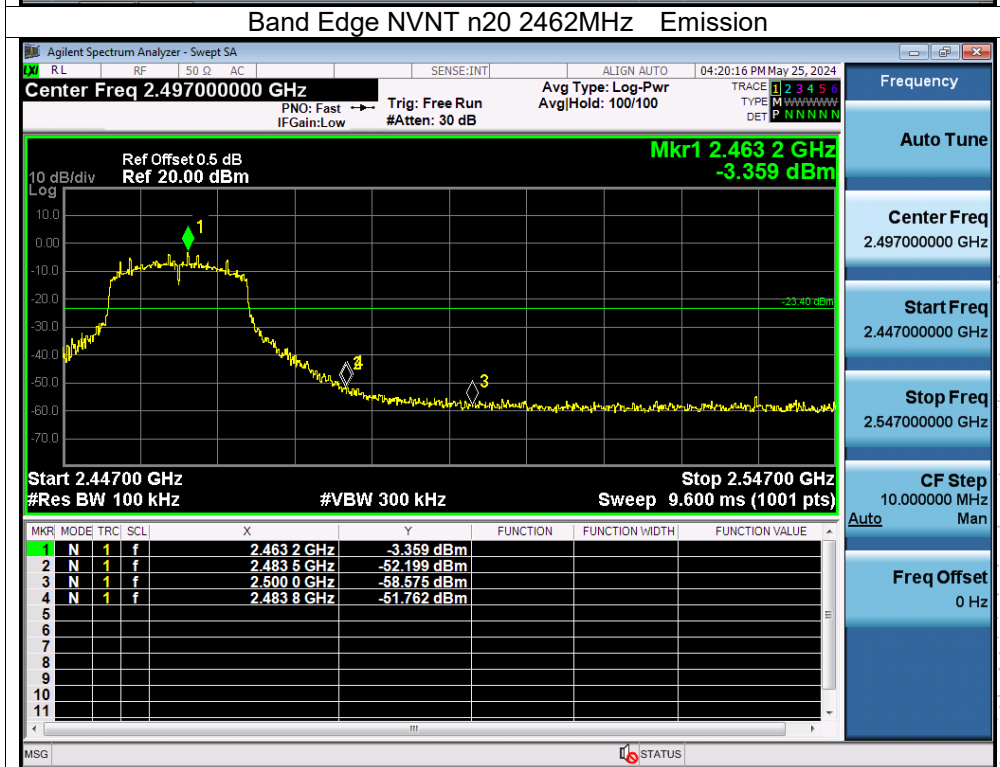 Band Edge NVNT n20 2462MHz Emission
Agilent Spectrum Analyzer - Swept SA
LXI RL RF 50 Ω AC SENSE:INT ALIGN AUTO 04:20:16 PM May 25, 2024
Center Freq 2.497000000 GHz
PNO: Fast
IFGain:Low
Trig: Free Run
#Atten: 30 dB
Avg Type: Log-Pwr
Avg|Hold: 100/100
TRACE 1 2 3 4 5 6
TYPE M WWWWW
DET P N N N N N
Frequency
Auto Tune
Center Freq
2.497000000 GHz
Start Freq
2.447000000 GHz
Stop Freq
2.547000000 GHz
CF Step
10.000000 MHz
Auto Man
Freq Offset
0 Hz
Mkr1 2.463 2 GHz
-3.359 dBm
Ref Offset 0.5 dB
10 dB/div Ref 20.00 dBm
Log
10.0
0.00
-10.0
-20.0
-30.0
-40.0
-50.0
-60.0
-70.0
1
-23.40 dBm
3
Start 2.44700 GHz Stop 2.54700 GHz
#Res BW 100 kHz #VBW 300 kHz Sweep 9.600 ms (1001 pts)
MKR MODE TRC SCL X Y FUNCTION FUNCTION WIDTH FUNCTION VALUE
1 N 1 f 2.463 2 GHz -3.359 dBm
2 N 1 f 2.483 5 GHz -52.199 dBm
3 N 1 f 2.500 0 GHz -58.575 dBm
4 N 1 f 2.483 8 GHz -51.762 dBm
5
6
7
8
9
10
11
MSG STATUS